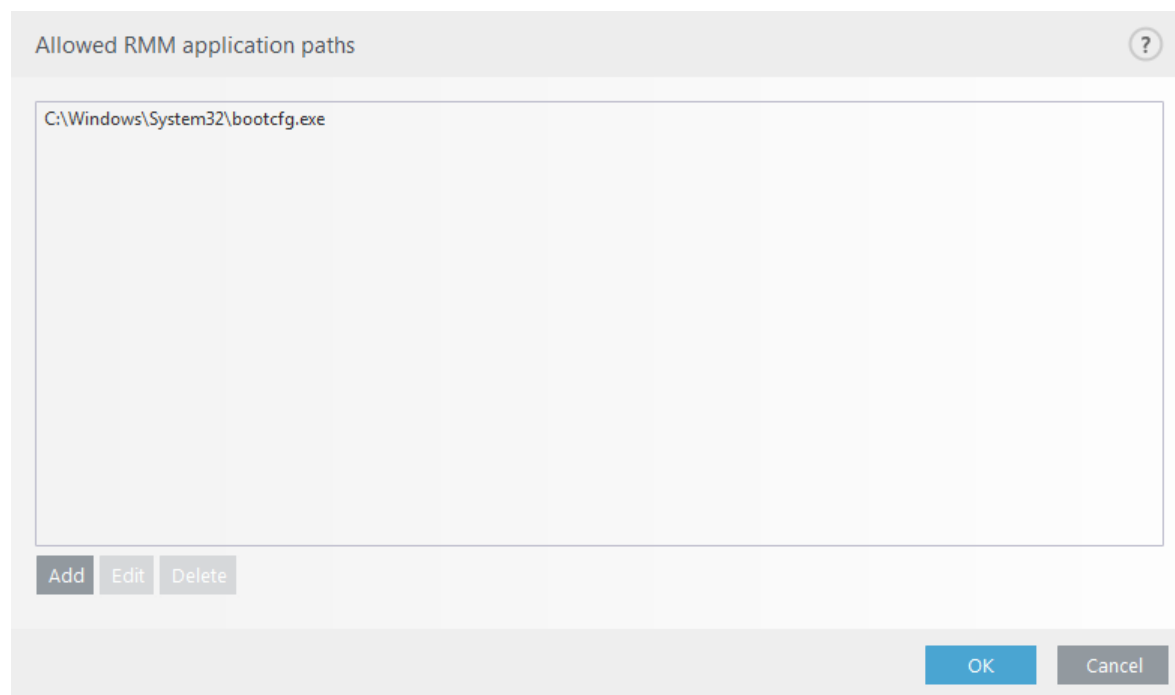 Allowed RMM application paths
?
C:\Windows\System32\bootcfg.exe
Add Edit Delete
OK Cancel